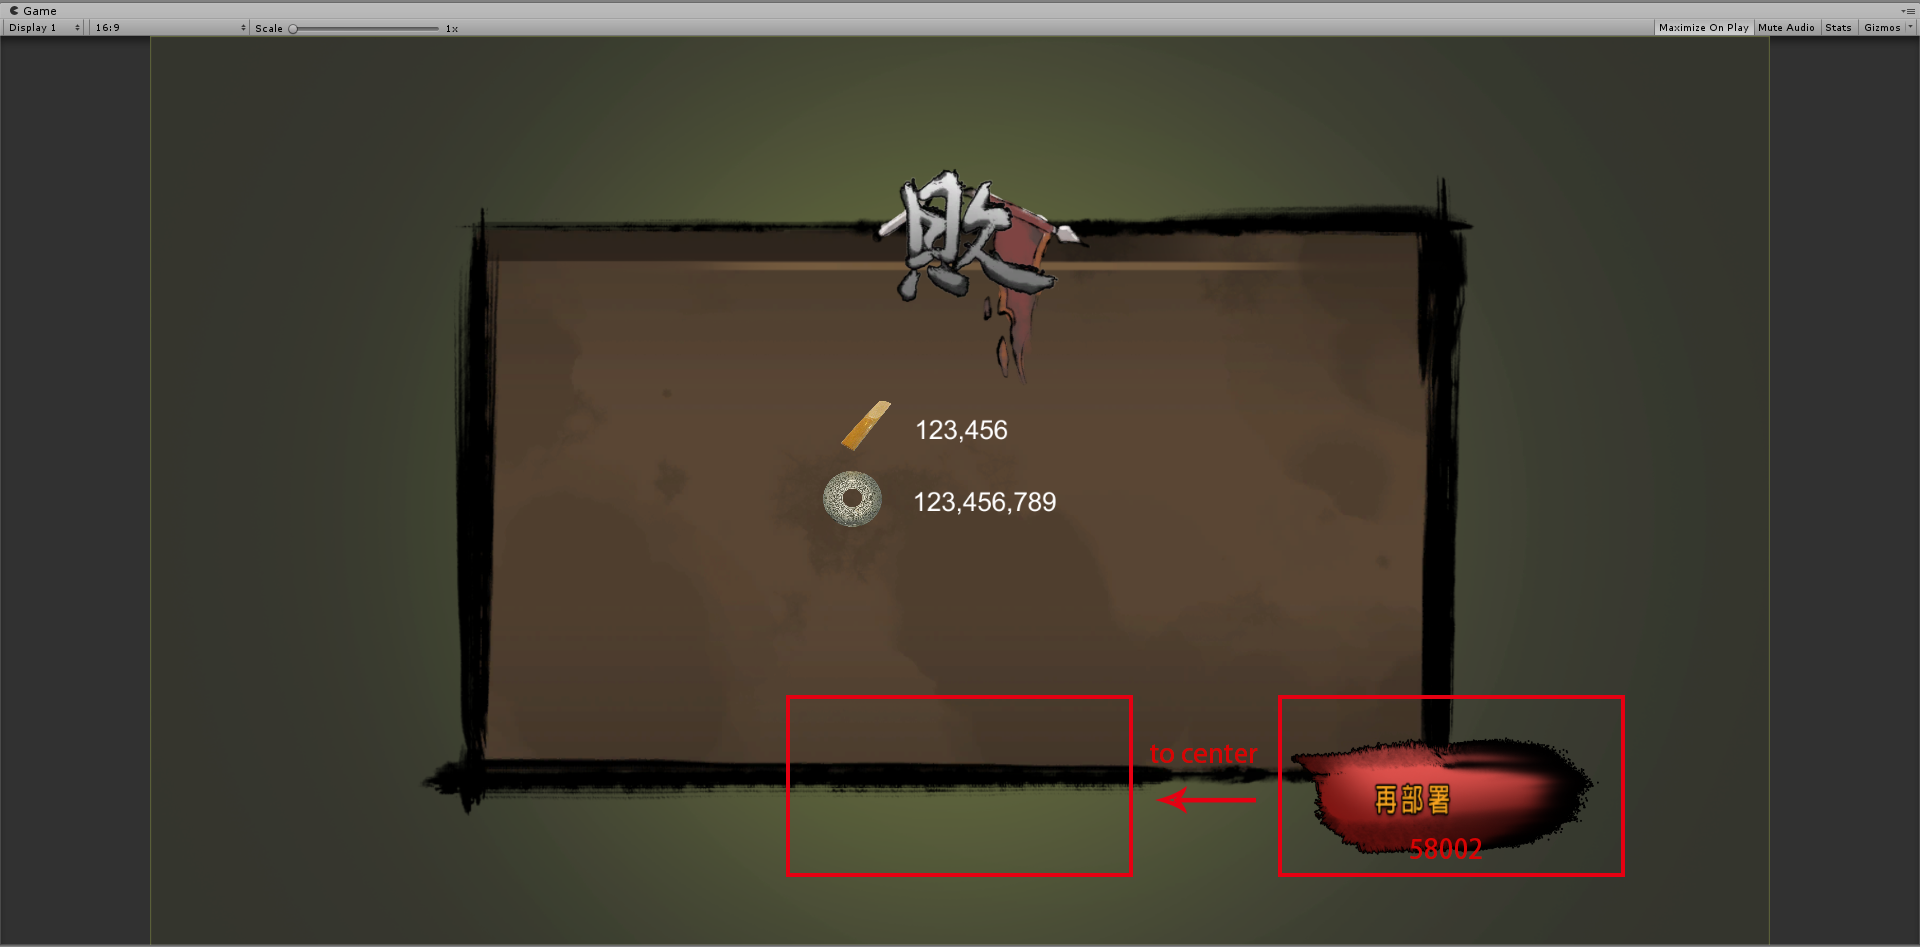 Game
Display 1 16:9 Scale 1x Maximize On Play Mute Audio Stats Gizmos
敗
123,456
123,456,789
to center
再部署
58002